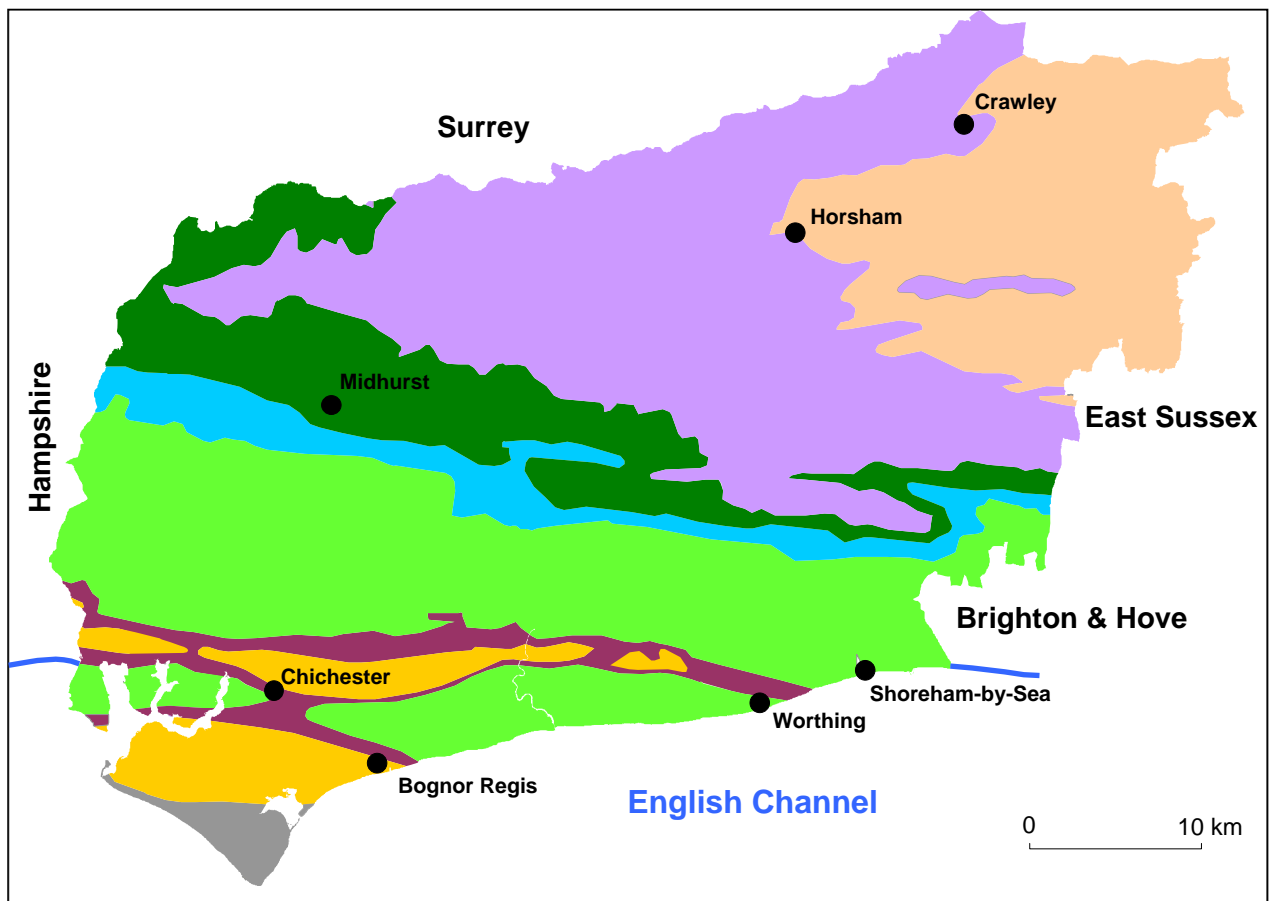 Crawley
Surrey
Horsham
Midhurst
Hampshire
East Sussex
Brighton & Hove
Chichester
Shoreham-by-Sea
Worthing
Bognor Regis
English Channel
0 10 km